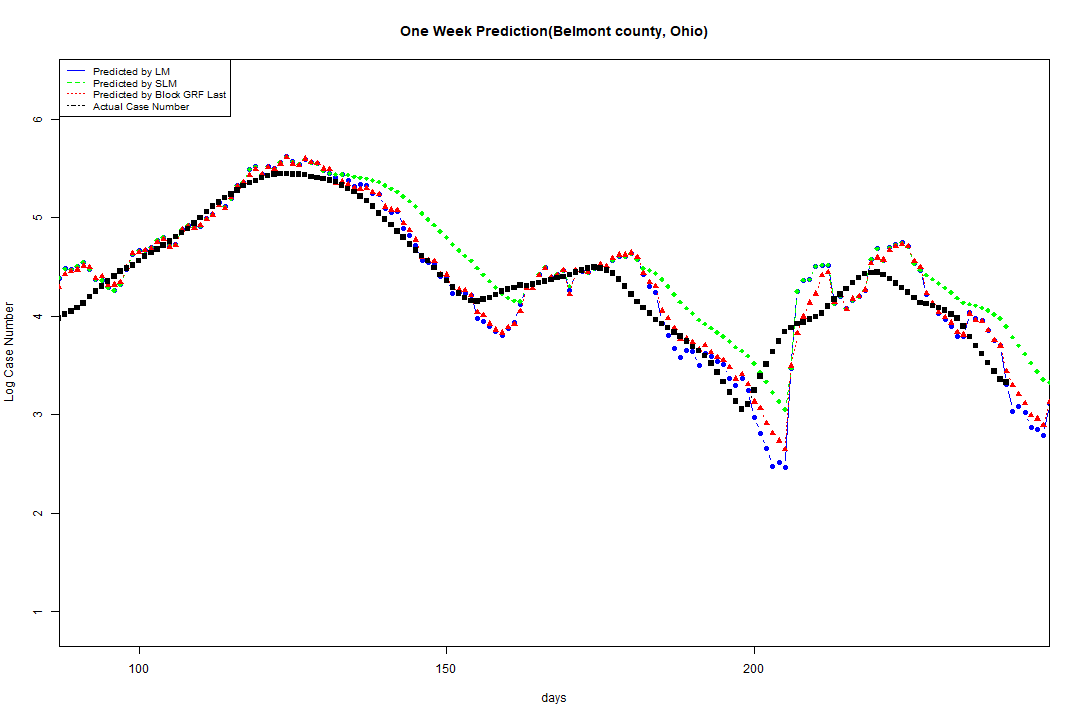 One Week Prediction(Belmont county, Ohio)
Predicted by LM
Predicted by SLM
Predicted by Block GRF Last
Actual Case Number
6
5
4
3
2
1
Log Case Number
100 150 200
days